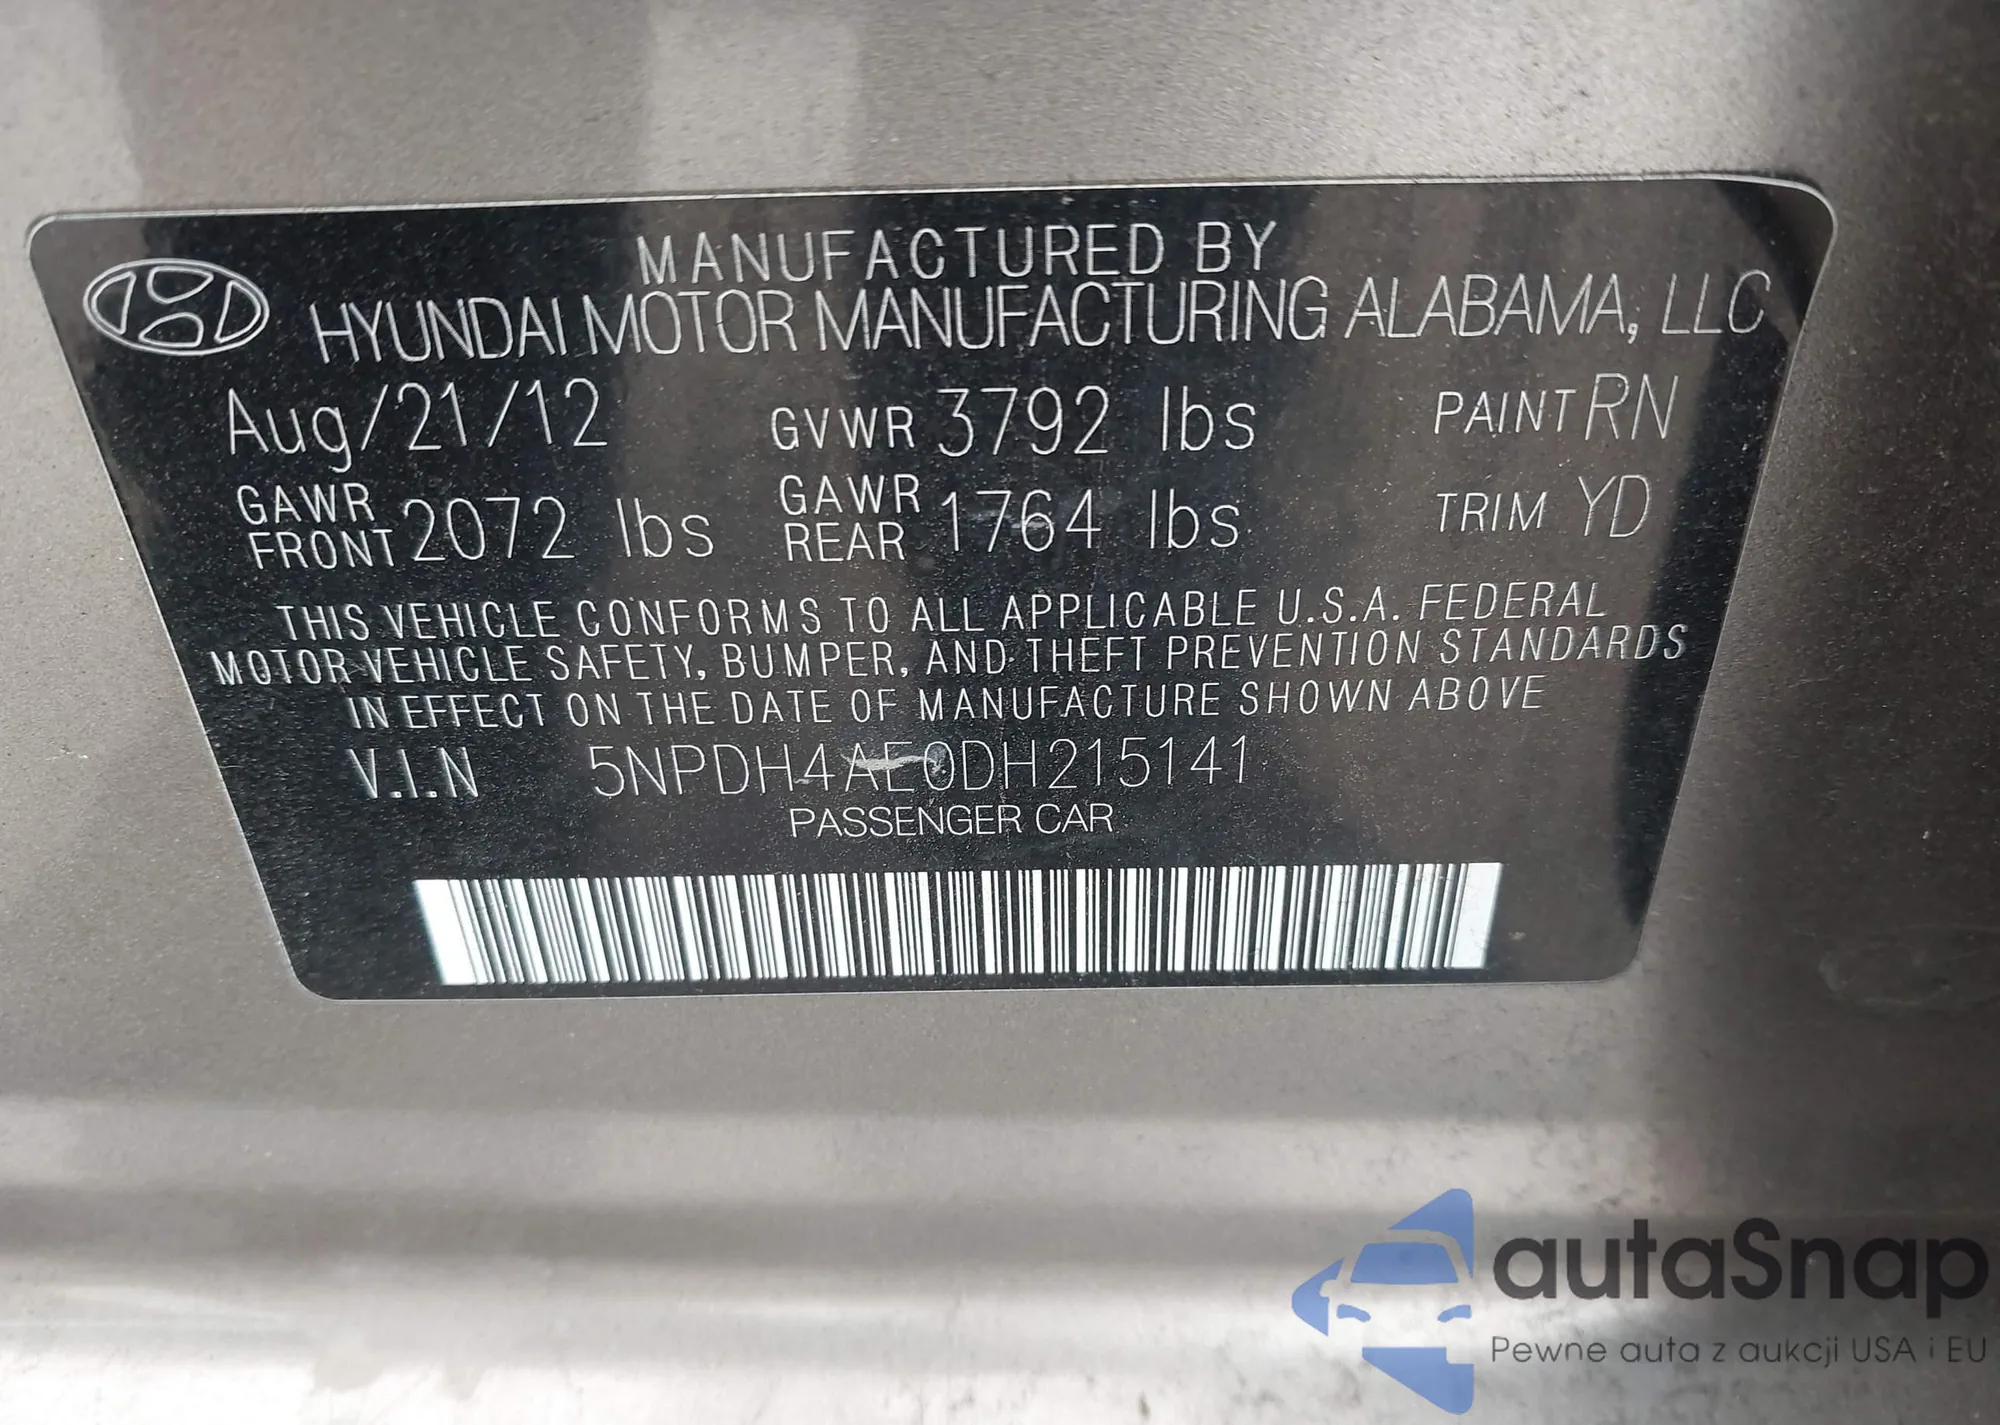 MANUFACTURED BY
HYUNDAI MOTOR MANUFACTURING ALABAMA, LLC
Aug/21/12 GVWR 3792 lbs PAINT RN
GAWR FRONT 2072 lbs GAWR REAR 1764 lbs TRIM YD
THIS VEHICLE CONFORMS TO ALL APPLICABLE U.S.A. FEDERAL
MOTOR VEHICLE SAFETY, BUMPER, AND THEFT PREVENTION STANDARDS
IN EFFECT ON THE DATE OF MANUFACTURE SHOWN ABOVE
V.I.N 5NPDH4AE0DH215141
PASSENGER CAR
autaSnap
Pewne auta z aukcji USA i EU